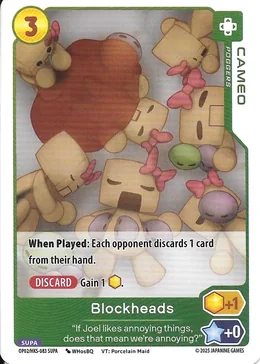 3
CAMEO
POGGERS
When Played: Each opponent discards 1 card
from their hand.
DISCARD Gain 1 .
Blockheads
+1
"If Joel likes annoying things,
does that mean we're annoying?"
+0
SUPA
OP02/MKS-083 SUPA WHosBQ VT: Porcelain Maid © 2025 JAPANIME GAMES